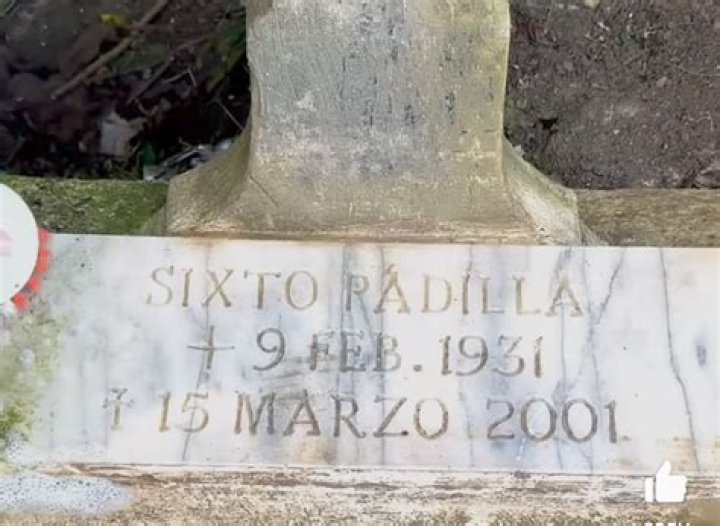 SIXTO PADILLA
+ 9 FEB. 1931
† 15 MARZO 2001